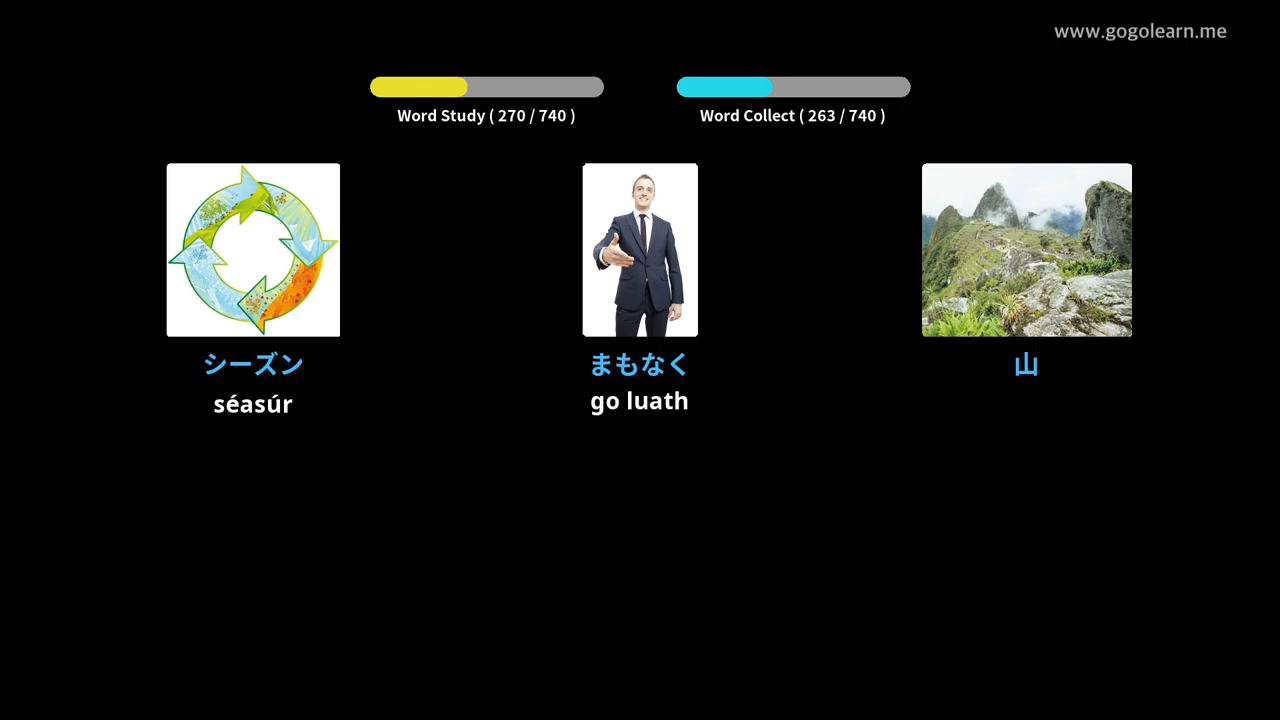 www.gogolearn.me
Word Study ( 270 / 740 )
Word Collect ( 263 / 740 )
シーズン
séasúr
まもなく
go luath
山